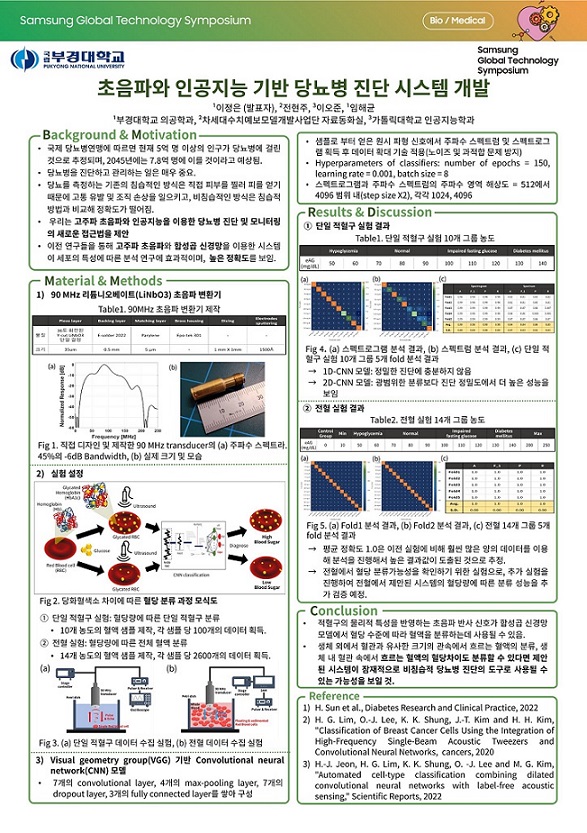 Samsung Global Technology Symposium
Bio / Medical
국립부경대학교
PUKYONG NATIONAL UNIVERSITY
Samsung
Global Technology
Symposium
초음파와 인공지능 기반 당뇨병 진단 시스템 개발
¹이정은 (발표자), ²전현주, ³이오준, ¹임해균
¹부경대학교 의공학과, ²차세대수치예보모델개발사업단 자료동화실, ³가톨릭대학교 인공지능학과
Background & Motivation
• 국제 당뇨병연맹에 따르면 현재 5억 명 이상의 인구가 당뇨병에 걸린
것으로 추정되며, 2045년에는 7.8억 명에 이를 것이라고 예상됨.
• 당뇨병을 진단하고 관리하는 일은 매우 중요.
• 당뇨를 측정하는 기존의 침습적인 방식은 직접 피부를 찔러 피를 얻기
때문에 고통 유발 및 조직 손상을 일으키고, 비침습적인 방식은 침습적
방법과 비교해 정확도가 떨어짐.
• 우리는 고주파 초음파와 인공지능을 이용한 당뇨병 진단 및 모니터링
의 새로운 접근법을 제안
• 이전 연구들을 통해 고주파 초음파와 합성곱 신경망을 이용한 시스템
이 세포의 특성에 따른 분석 연구에 효과적이며, 높은 정확도를 보임.
Material & Methods
1) 90 MHz 리튬니오베이트(LiNbO3) 초음파 변환기
Table1. 90MHz 초음파 변환기 제작
Piezo layer Backing layer Matching layer Brass housing Dicing Electrodes sputtering
물질 E-solder 3022 Parylene Epo-tek 301 - -
크기 30㎛ 0.5 mm 5㎛ - 1 mm X 1mm 1500Å
(a)
(b)
Normalized Response [dB]
Frequency [MHz]
Fig 1. 직접 디자인 및 제작한 90 MHz transducer의 (a) 주파수 스펙트라.
45%의 -6dB Bandwidth, (b) 실제 크기 및 모습
2) 실험 설정
Glycated
Hemoglobin
(HbA1c)
Hemoglobin
(Hb)
Ultrasound
Glycated RBC
Glucose
Red Blood Cell
(RBC)
Ultrasound
Glycated RBC
CNN classification
Diagnose
High
Blood Sugar
Low
Blood Sugar
Fig 2. 당화혈색소 차이에 따른 혈당 분류 과정 모식도
① 단일 적혈구 실험: 혈당량에 따른 단일 적혈구 분류
• 10개 농도의 혈액 샘플 제작, 각 샘플 당 100개의 데이터 획득.
② 전혈 실험: 혈당량에 따른 전체 혈액 분류
• 14개 농도의 혈액 샘플 제작, 각 샘플 당 2600개의 데이터 획득.
(a)
(b)
Fig 3. (a) 단일 적혈구 데이터 수집 실험, (b) 전혈 데이터 수집 실험
3) Visual geometry group(VGG) 기반 Convolutional neural
network(CNN) 모델
• 7개의 convolutional layer, 4개의 max-pooling layer, 7개의
dropout layer, 3개의 fully connected layer를 쌓아 구성
• 샘플로 부터 얻은 원시 파형 신호에서 주파수 스펙트럼 및 스펙트로그
램 획득 후 데이터 확대 기술 적용(노이즈 및 과적합 문제 방지)
• Hyperparameters of classifiers: number of epochs = 150,
learning rate = 0.001, batch size = 8
• 스펙트로그램과 주파수 스펙트럼의 주파수 영역 해상도 = 512에서
4096 범위 내(step size X2), 각각 1024, 4096
Results & Discussion
① 단일 적혈구 실험 결과
Table1. 단일 적혈구 실험 10개 그룹 농도
Hypoglycemia Normal Impaired fasting glucose Diabetes mellitus
eAG (mg/dL) 50 60 70 80 90 100 110 120 130 140
(a)
(b)
(c)
Fig 4. (a) 스펙트로그램 분석 결과, (b) 스펙트럼 분석 결과, (c) 단일 적
혈구 실험 10개 그룹 5개 fold 분석 결과
→ 1D-CNN 모델: 정밀한 진단에 충분하지 않음
→ 2D-CNN 모델: 광범위한 분류보다 진단 정밀도에서 더 높은 성능을
보임
② 전혈 실험 결과
Table2. 전혈 실험 14개 그룹 농도
Control Group Min Hypoglycemia Normal Impaired fasting glucose Diabetes mellitus Max
eAG (mg/dL) 0 10 50 60 70 80 90 100 110 120 130 140 200 250
(a)
(b)
(c)
Fig 5. (a) Fold1 분석 결과, (b) Fold2 분석 결과, (c) 전혈 14개 그룹 5개
fold 분석 결과
→ 평균 정확도 1.0은 이전 실험에 비해 훨씬 많은 양의 데이터를 이용
해 분석을 진행해서 높은 결과값이 도출된 것으로 추정.
→ 전혈에서 혈당 분류가능성을 확인하기 위한 실험으로, 추가 실험을
진행하여 전혈에서 제안된 시스템의 혈당량에 따른 분류 성능을 추
가 검증 예정.
Conclusion
• 적혈구의 물리적 특성을 반영하는 초음파 반사 신호가 합성곱 신경망
모델에서 혈당 수준에 따라 혈액을 분류하는데 사용될 수 있음.
• 생체 외에서 혈관과 유사한 크기의 관속에서 흐르는 혈액의 분류, 생
체 내 혈관 속에서 흐르는 혈액의 혈당차이도 분류할 수 있다면 제안
된 시스템이 잠재적으로 비침습적 당뇨병 진단의 도구로 사용될 수
있는 가능성을 보일 것.
Reference
1) H. Sun et al., Diabetes Research and Clinical Practice, 2022
2) H. G. Lim, O.-J. Lee, K. K. Shung, J.-T. Kim and H. H. Kim,
"Classification of Breast Cancer Cells Using the Integration of
High-Frequency Single-Beam Acoustic Tweezers and
Convolutional Neural Networks, cancers, 2020
3) H.-J. Jeon, H. G. Lim, K. K. Shung, O. -J. Lee and M. G. Kim,
"Automated cell-type classification combining dilated
convolutional neural networks with label-free acoustic
sensing," Scientific Reports, 2022